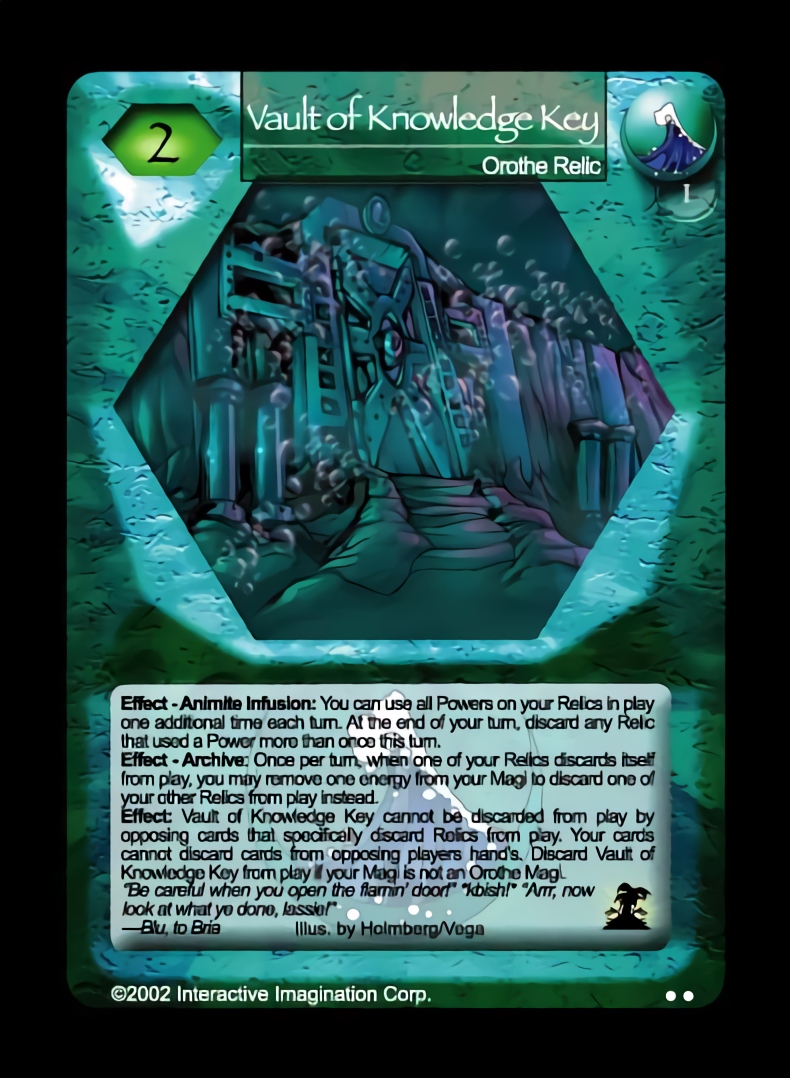 2
Vault of Knowledge Key
Orothe Relic
1
Effect - Animite Infusion: You can use all Powers on your Relics in play
one additional time each turn. At the end of your turn, discard any Relic
that used a Power more than once this turn.
Effect - Archive: Once per turn, when one of your Relics discards itself
from play, you may remove one energy from your Magi to discard one of
your other Relics from play instead.
Effect: Vault of Knowledge Key cannot be discarded from play by
opposing cards that specifically discard Relics from play. Your cards
cannot discard cards from opposing players hand's. Discard Vault of
Knowledge Key from play if your Magi is not an Orothe Magi.
"Be careful when you open the flamin' door!" *kbish!* "Arrr, now
look at what ye done, lassie!"
—Blu, to Bria Illus. by Holmberg/Vega
©2002 Interactive Imagination Corp.